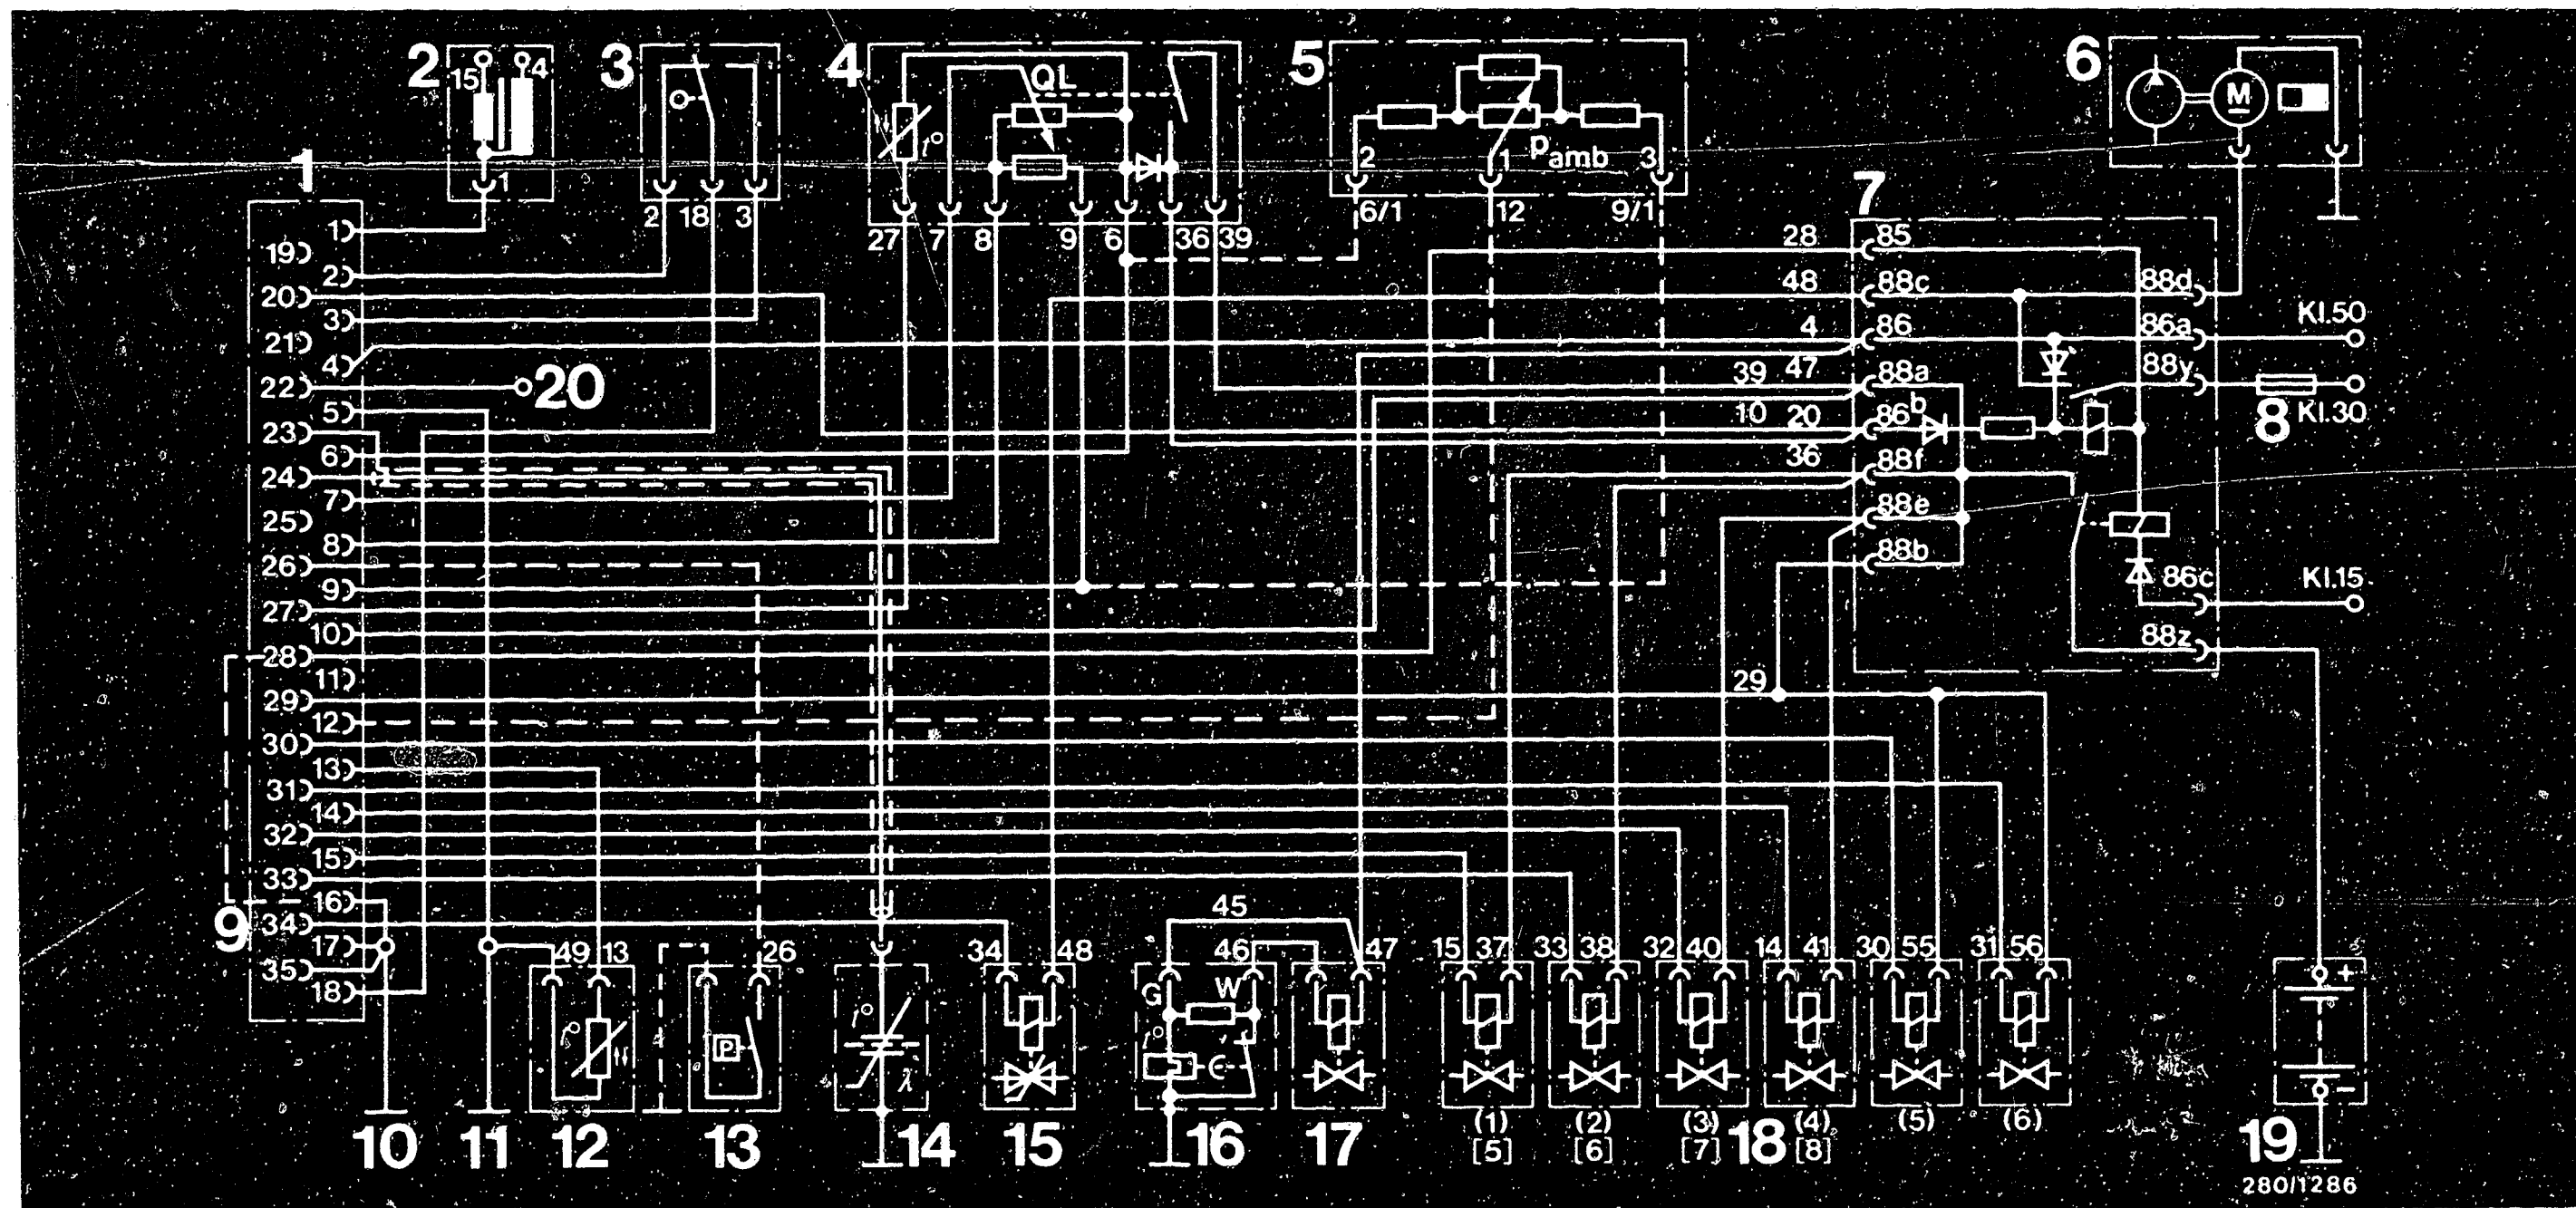 2
15
4
1
3
2 18 3
4
QL
t°
27 7 8 9 6 36 39
5
2 1 Pamb 3
6/1 12 9/1
6
M
7
28 85
48 88c 88d
4 86 86a Kl.50
39 47 88a 88y
8 Kl.30
10 20 86b
36 88f
88e
88b
86c Kl.15
88z
29
1
1
19
2
20
3
21
4
22
20
5
23
6
24
7
25
8
26
9
27
10
28
11
29
12
30
13
31
14
32
15
33
16
9
34
17
35
18
49 13
26
34 48
45
46 47
15 37
33 38
32 40
14 41
30 55
31 56
G W
t°
t°
t°
P
λ
+
−
(1) (2) (3) (4) (5) (6)
[5] [6] [7] [8]
10 11 12 13 14 15 16 17 18 19
280/1286